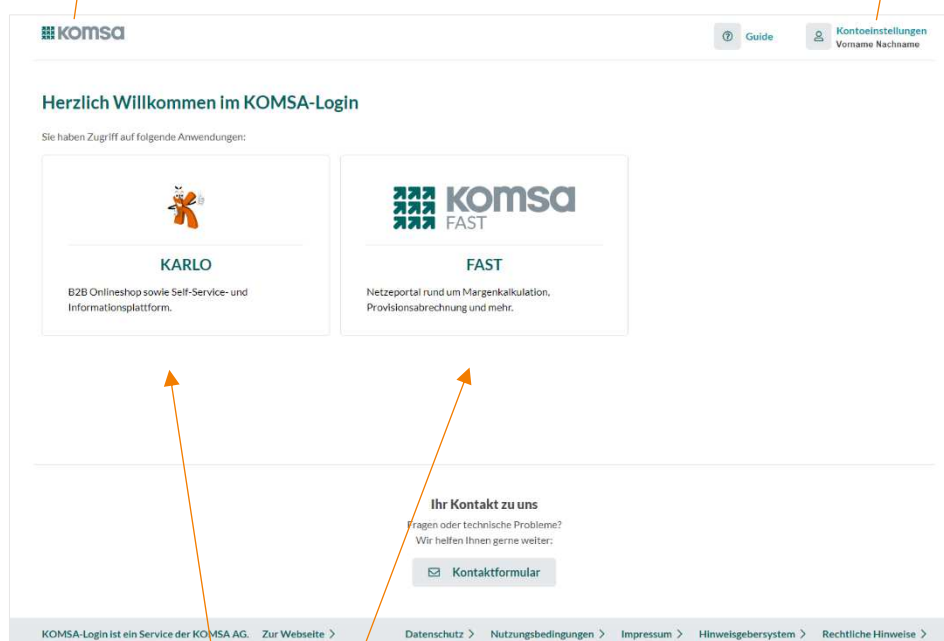 komsa
Guide
Kontoeinstellungen
Vorname Nachname
Herzlich Willkommen im KOMSA-Login
Sie haben Zugriff auf folgende Anwendungen:
komsa
FAST
KARLO
FAST
B2B Onlineshop sowie Self-Service- und
Informationsplattform.
Netzeportal rund um Margenkalkulation,
Provisionsabrechnung und mehr.
Ihr Kontakt zu uns
Fragen oder technische Probleme?
Wir helfen Ihnen gerne weiter:
Kontaktformular
KOMSA-Login ist ein Service der KOMSA AG. Zur Webseite > Datenschutz > Nutzungsbedingungen > Impressum > Hinweisgebersystem > Rechtliche Hinweise >